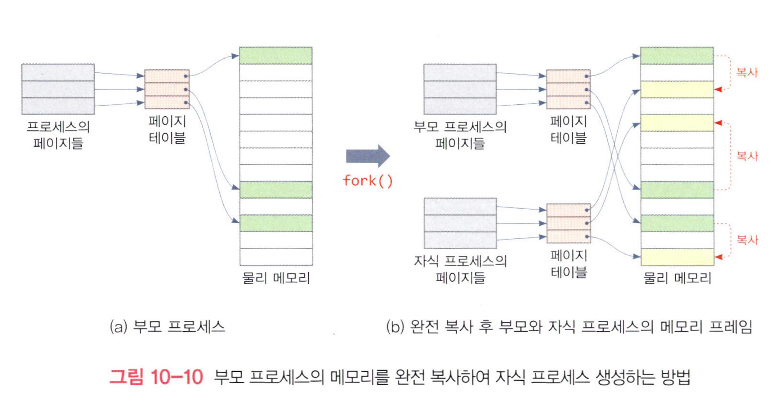 프로세스의
페이지들
페이지
테이블
물리 메모리
fork()
부모 프로세스의
페이지들
페이지
테이블
자식 프로세스의
페이지들
페이지
테이블
물리 메모리
복사
복사
복사
(a) 부모 프로세스
(b) 완전 복사 후 부모와 자식 프로세스의 메모리 프레임
그림 10-10 부모 프로세스의 메모리를 완전 복사하여 자식 프로세스 생성하는 방법